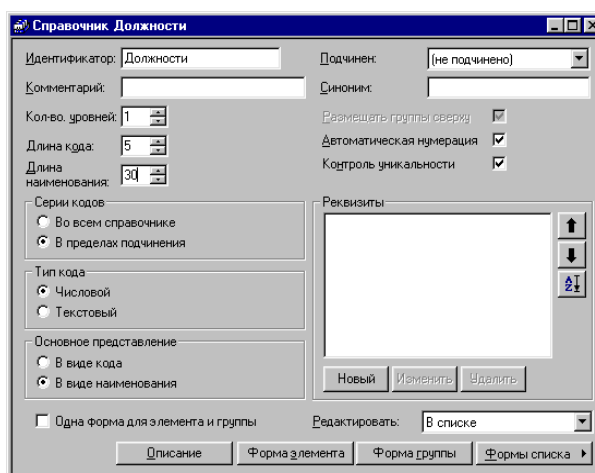 Справочник Должности
Идентификатор: Должности
Подчинен: (не подчинено)
Комментарий:
Синоним:
Кол-во. уровней: 1
Размещать группы сверху
Длина кода: 5
Автоматическая нумерация
Длина наименования: 30
Контроль уникальности
Серии кодов
Во всем справочнике
В пределах подчинения
Тип кода
Числовой
Текстовый
Основное представление
В виде кода
В виде наименования
Реквизиты
Новый Изменить Удалить
Одна форма для элемента и группы
Редактировать: В списке
Описание Форма элемента Форма группы Формы списка